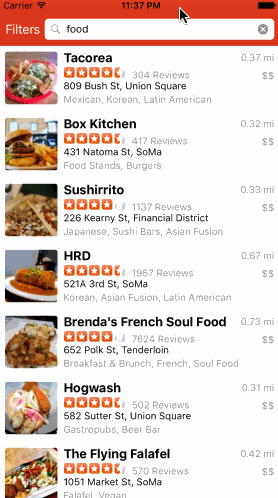 Carrier 11:37 PM
Filters food
Tacorea 0.37 mi
304 Reviews $$
809 Bush St, Union Square
Mexican, Korean, Latin American
Box Kitchen 0.32 mi
417 Reviews $$
431 Natoma St, SoMa
Food Stands, Burgers
Sushirrito 0.33 mi
1137 Reviews $$
226 Kearny St, Financial District
Japanese, Sushi Bars, Asian Fusion
HRD 0.67 mi
1957 Reviews $$
521A 3rd St, SoMa
Korean, Asian Fusion, Latin American
Brenda's French Soul Food 0.73 mi
7624 Reviews $$
652 Polk St, Tenderloin
Breakfast & Brunch, French, Soul Food
Hogwash 0.31 mi
502 Reviews $$
582 Sutter St, Union Square
Gastropubs, Beer Bar
The Flying Falafel 0.42 mi
570 Reviews $$
1051 Market St, SoMa
Falafel, Vegan